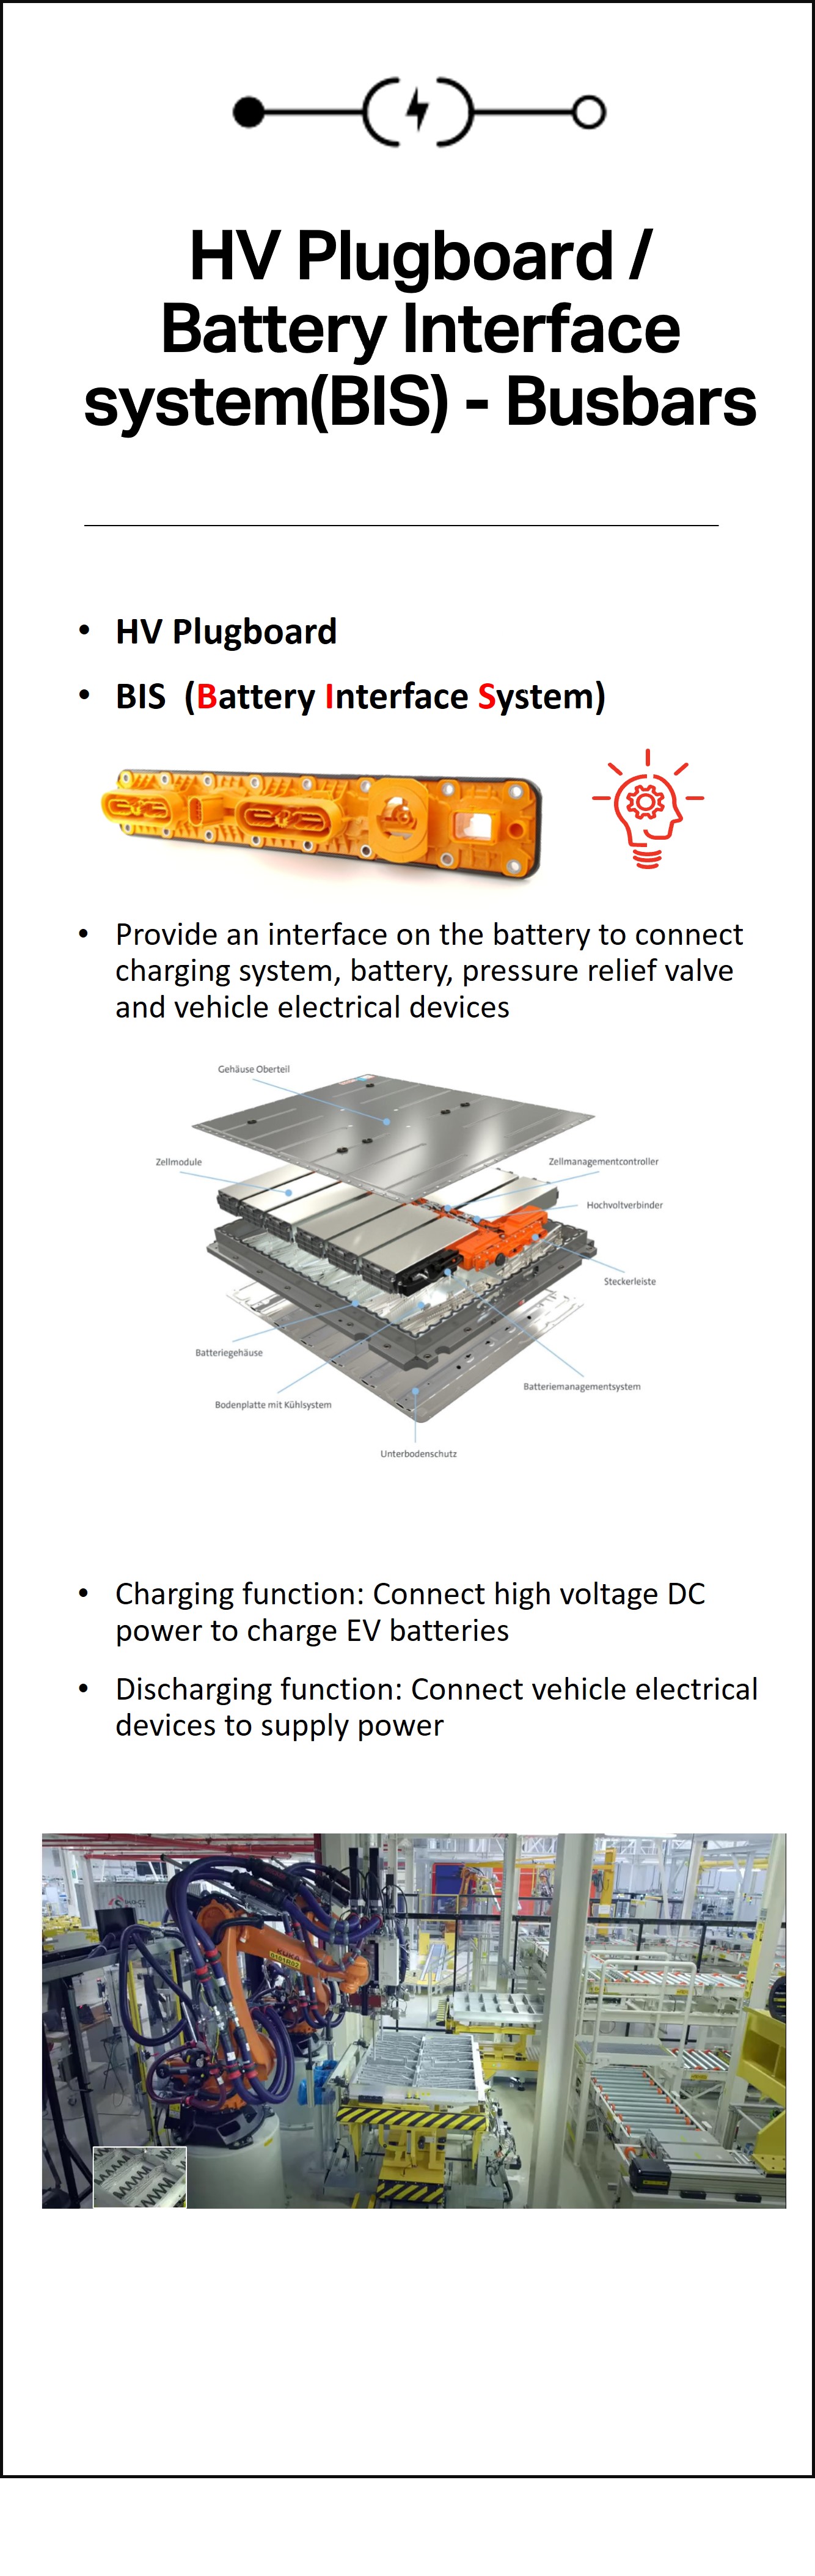 HV Plugboard /
Battery Interface
system(BIS) - Busbars
• HV Plugboard
• BIS (Battery Interface System)
• Provide an interface on the battery to connect
charging system, battery, pressure relief valve
and vehicle electrical devices
Gehäuse Oberteil
Zellmodule
Zellmanagementcontroller
Hochvoltverbinder
Steckerleiste
Batteriegehäuse
Batteriemanagementsystem
Bodenplatte mit Kühlsystem
Unterbodenschutz
• Charging function: Connect high voltage DC
power to charge EV batteries
• Discharging function: Connect vehicle electrical
devices to supply power
KUKA